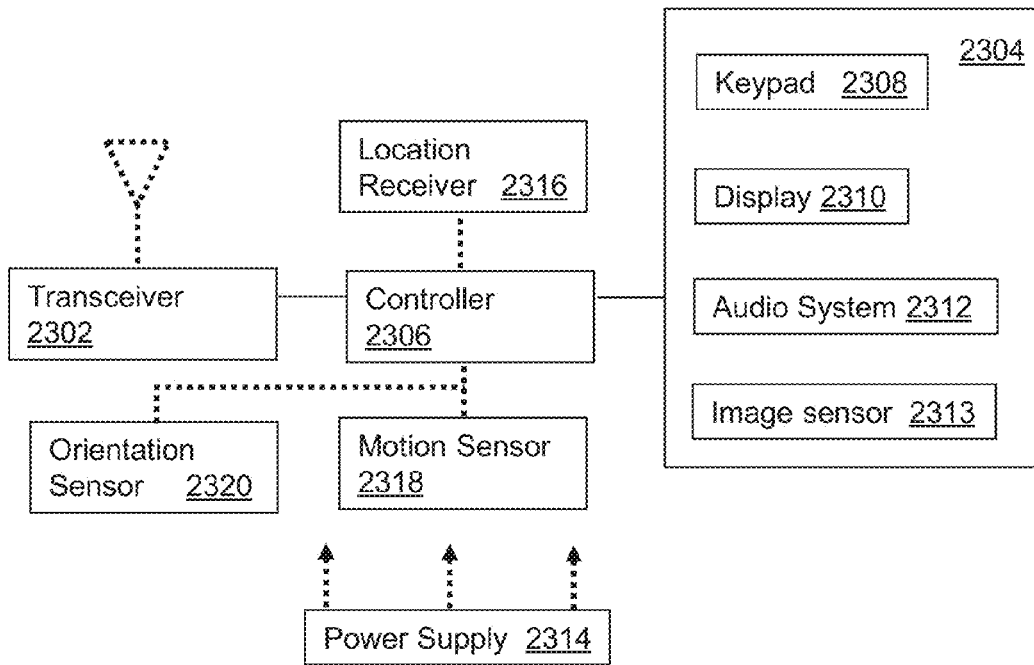 2304
Keypad 2308
Location
Receiver 2316
Display 2310
Transceiver
2302
Controller
2306
Audio System 2312
Image sensor 2313
Orientation
Sensor 2320
Motion Sensor
2318
Power Supply 2314